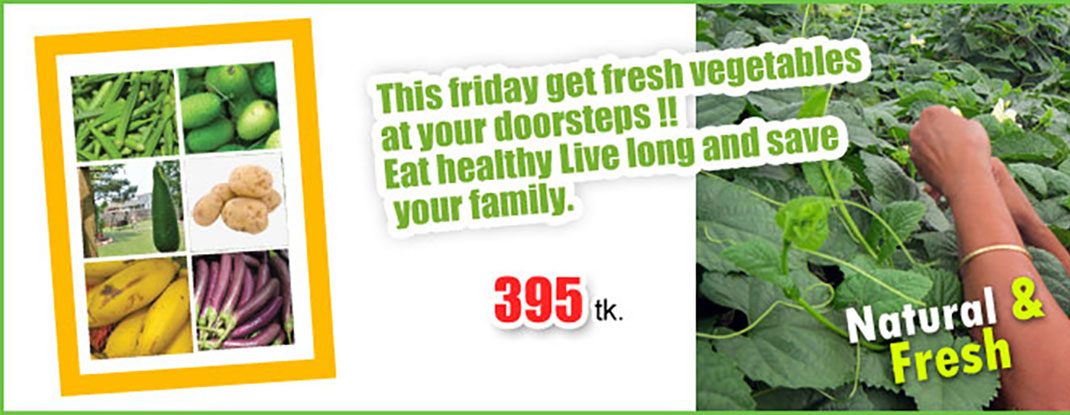 This friday get fresh vegetables
at your doorsteps !!
Eat healthy Live long and save
your family.
395 tk.
Natural &
Fresh